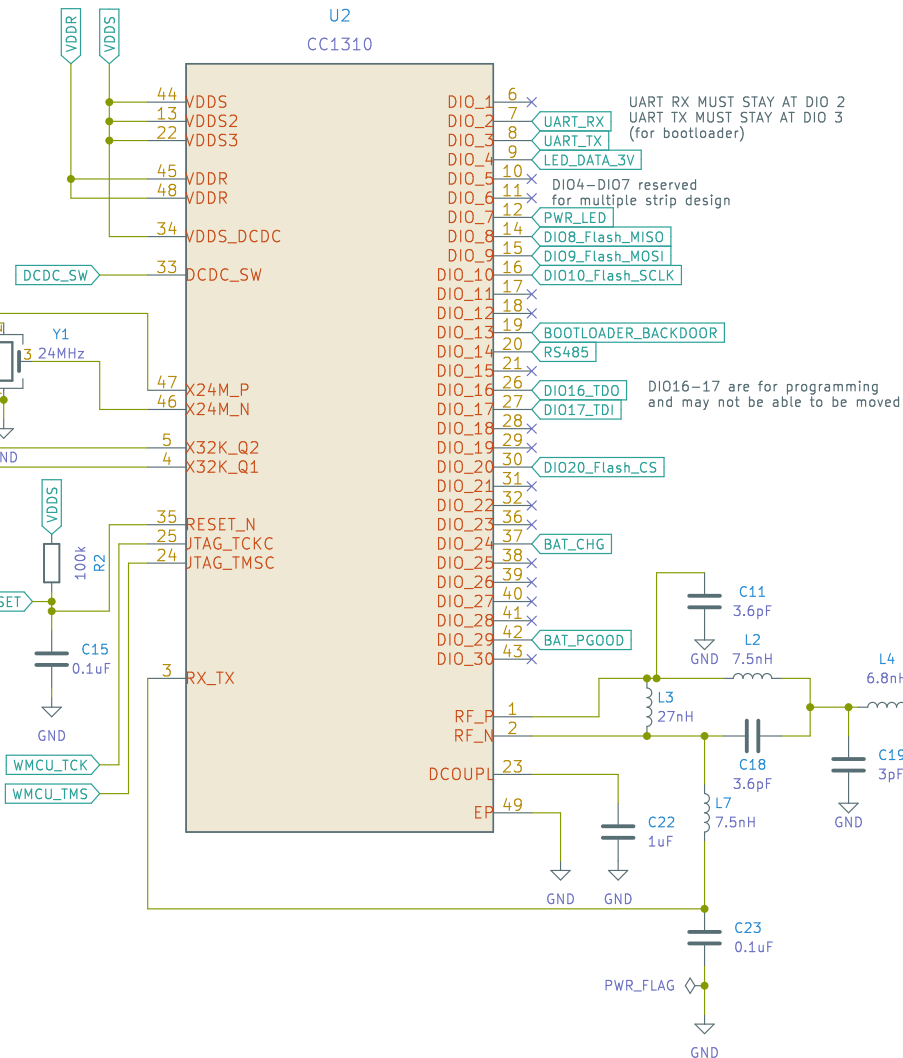 U2
CC1310
VDDR
VDDS
44
VDDS
13
VDDS2
22
VDDS3
45
VDDR
48
VDDR
34
VDDS_DCDC
DCDC_SW
33
DCDC_SW
Y1
3 24MHz
47
X24M_P
46
X24M_N
5
X32K_Q2
4
X32K_Q1
VDDS
100k
R2
35
RESET_N
25
JTAG_TCKC
24
JTAG_TMSC
C15
0.1uF
GND
3
RX_TX
WMCU_TCK
WMCU_TMS
DIO_1 6
DIO_2 7 UART_RX
DIO_3 8 UART_TX
DIO_4 9 LED_DATA_3V
DIO_5 10
DIO_6 11
DIO_7 12 PWR_LED
DIO_8 14 DIO8_Flash_MISO
DIO_9 15 DIO9_Flash_MOSI
DIO_10 16 DIO10_Flash_SCLK
DIO_11 17
DIO_12 18
DIO_13 19 BOOTLOADER_BACKDOOR
DIO_14 20 RS485
DIO_15 21
DIO_16 26 DIO16_TDO
DIO_17 27 DIO17_TDI
DIO_18 28
DIO_19 29
DIO_20 30 DIO20_Flash_CS
DIO_21 31
DIO_22 32
DIO_23 36
DIO_24 37 BAT_CHG
DIO_25 38
DIO_26 39
DIO_27 40
DIO_28 41
DIO_29 42 BAT_PGOOD
DIO_30 43
RF_P 1
RF_N 2
DCOUPL 23
EP 49
UART RX MUST STAY AT DIO 2
UART TX MUST STAY AT DIO 3
(for bootloader)
DIO4-DIO7 reserved
for multiple strip design
DIO16-17 are for programming
and may not be able to be moved
C11
3.6pF
GND
L2
7.5nH
L3
27nH
L4
C18
3.6pF
GND
L7
7.5nH
C22
1uF
GND
GND
C23
0.1uF
PWR_FLAG
GND